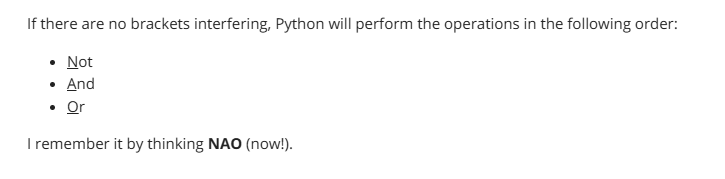 If there are no brackets interfering, Python will perform the operations in the following order:
• Not
• And
• Or
I remember it by thinking NAO (now!).